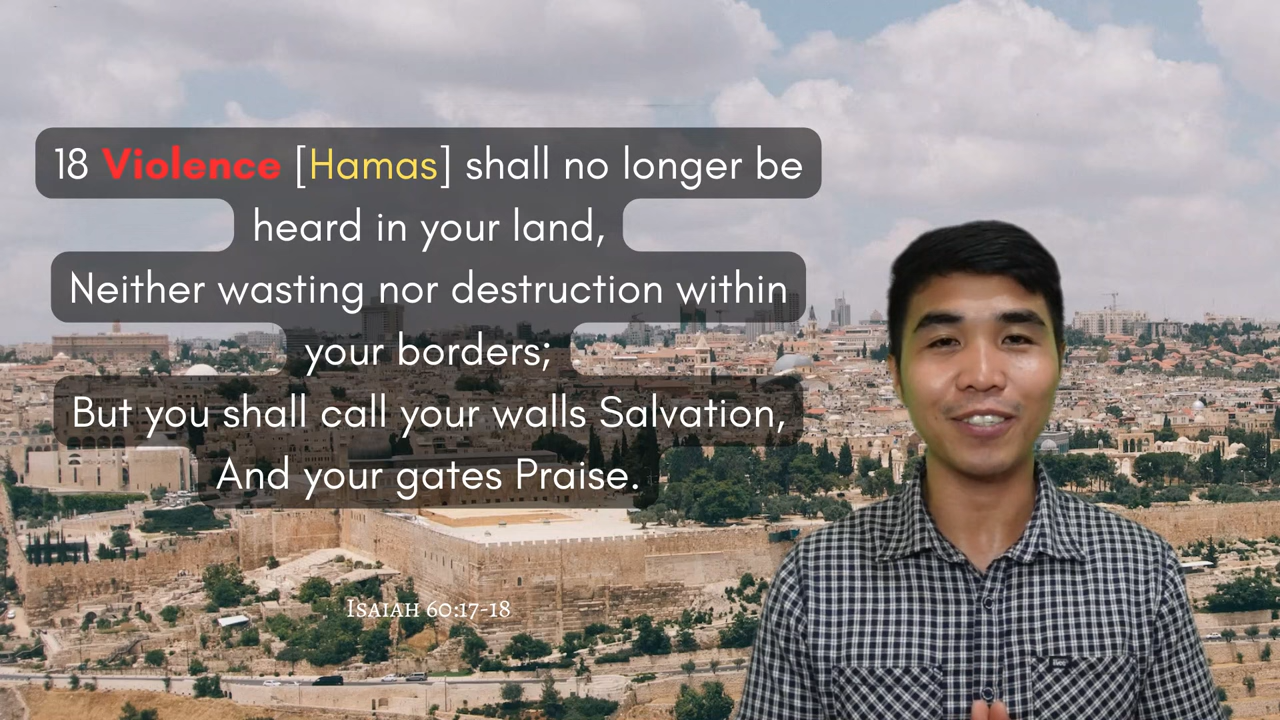 18 Violence [Hamas] shall no longer be
heard in your land,
Neither wasting nor destruction within
your borders;
But you shall call your walls Salvation,
And your gates Praise.
Isaiah 60:17-18